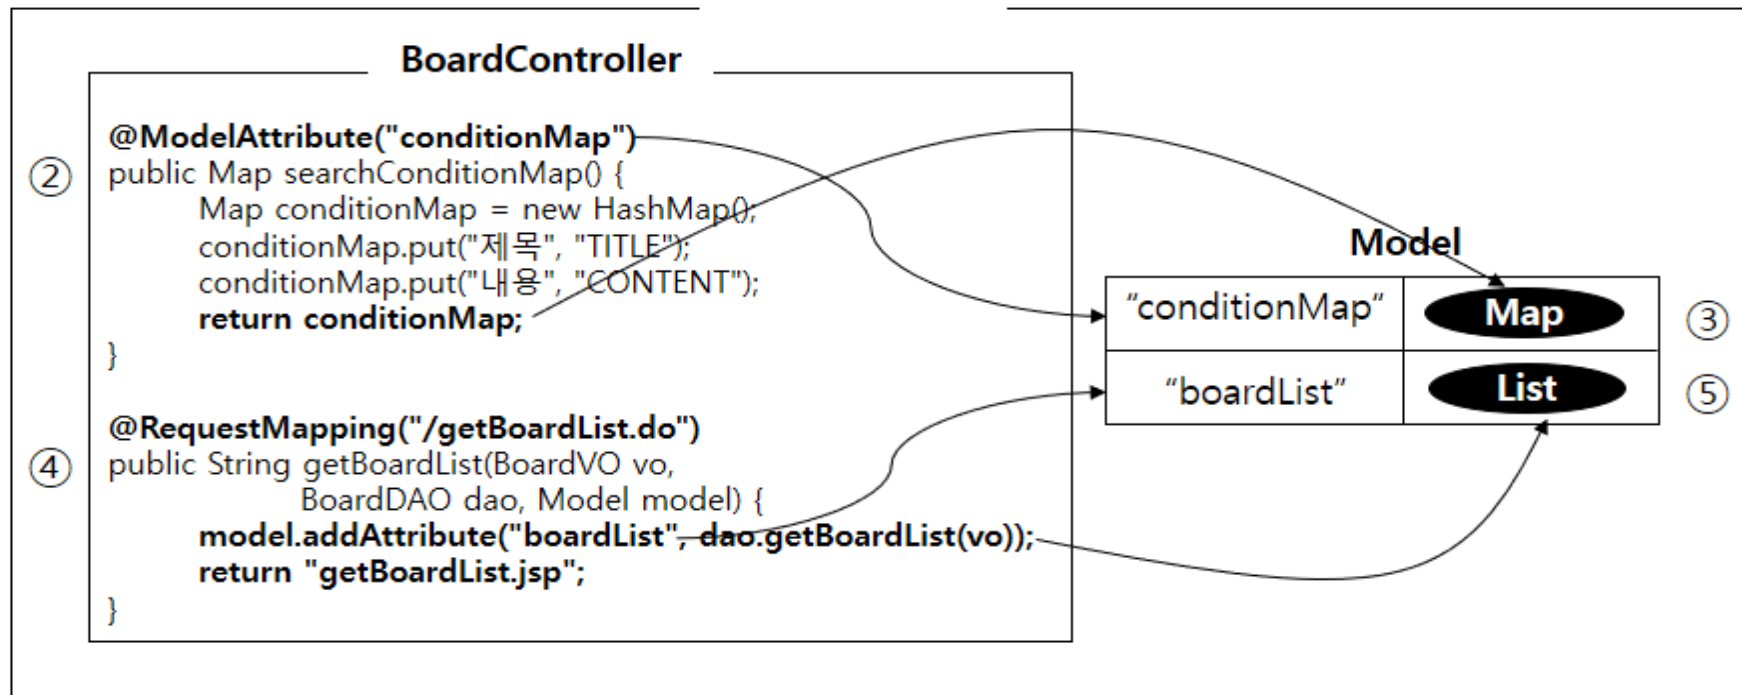 BoardController
@ModelAttribute("conditionMap")
② public Map searchConditionMap() {
Map conditionMap = new HashMap();
conditionMap.put("제목", "TITLE");
conditionMap.put("내용", "CONTENT");
return conditionMap;
}
@RequestMapping("/getBoardList.do")
④ public String getBoardList(BoardVO vo,
BoardDAO dao, Model model) {
model.addAttribute("boardList", dao.getBoardList(vo));
return "getBoardList.jsp";
}
Model
“conditionMap“ Map ③
“boardList” List ⑤